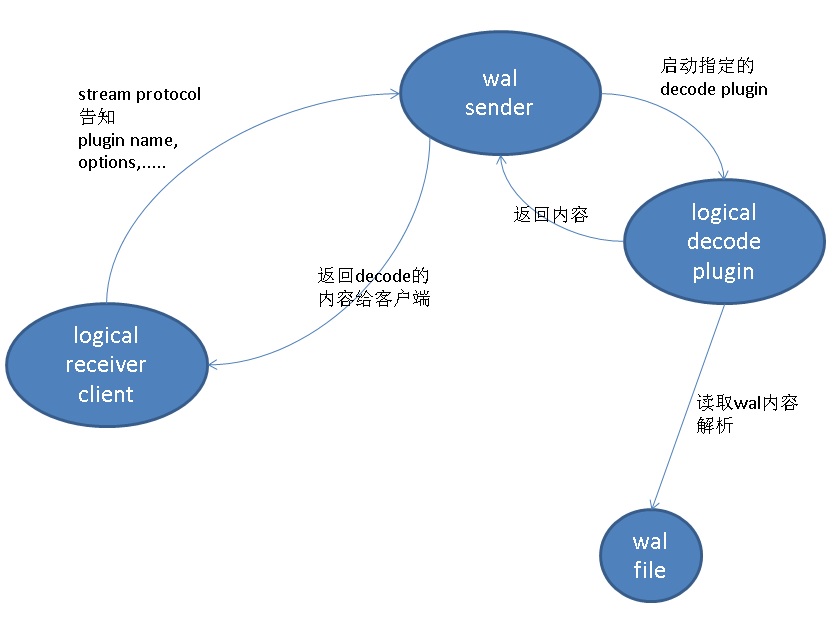 wal
sender
启动指定的
decode plugin
stream protocol
告知
plugin name,
options,.....
返回内容
logical
decode
plugin
返回decode的
内容给客户端
logical
receiver
client
读取wal内容
解析
wal
file